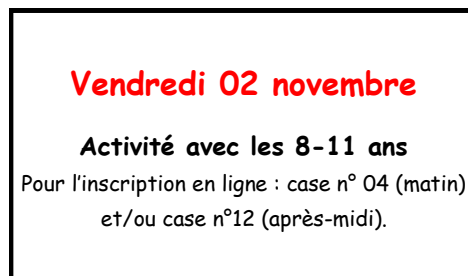 Vendredi 02 novembre
Activité avec les 8-11 ans
Pour l'inscription en ligne : case n° 04 (matin)
et/ou case n°12 (après-midi).